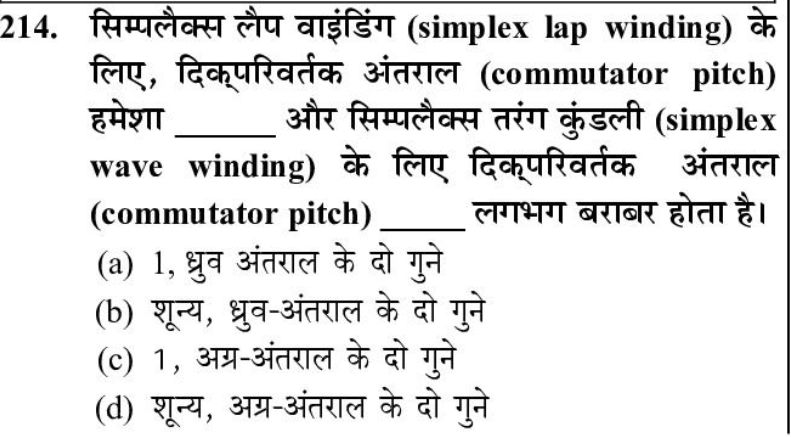 214. सिम्पलैक्स लैप वाइंडिंग (simplex lap winding) के
लिए, दिक्परिवर्तक अंतराल (commutator pitch)
हमेशा ______ और सिम्पलैक्स तरंग कुंडली (simplex
wave winding) के लिए दिक्परिवर्तक अंतराल
(commutator pitch) _____ लगभग बराबर होता है।
(a) 1, ध्रुव अंतराल के दो गुने
(b) शून्य, ध्रुव-अंतराल के दो गुने
(c) 1, अग्र-अंतराल के दो गुने
(d) शून्य, अग्र-अंतराल के दो गुने